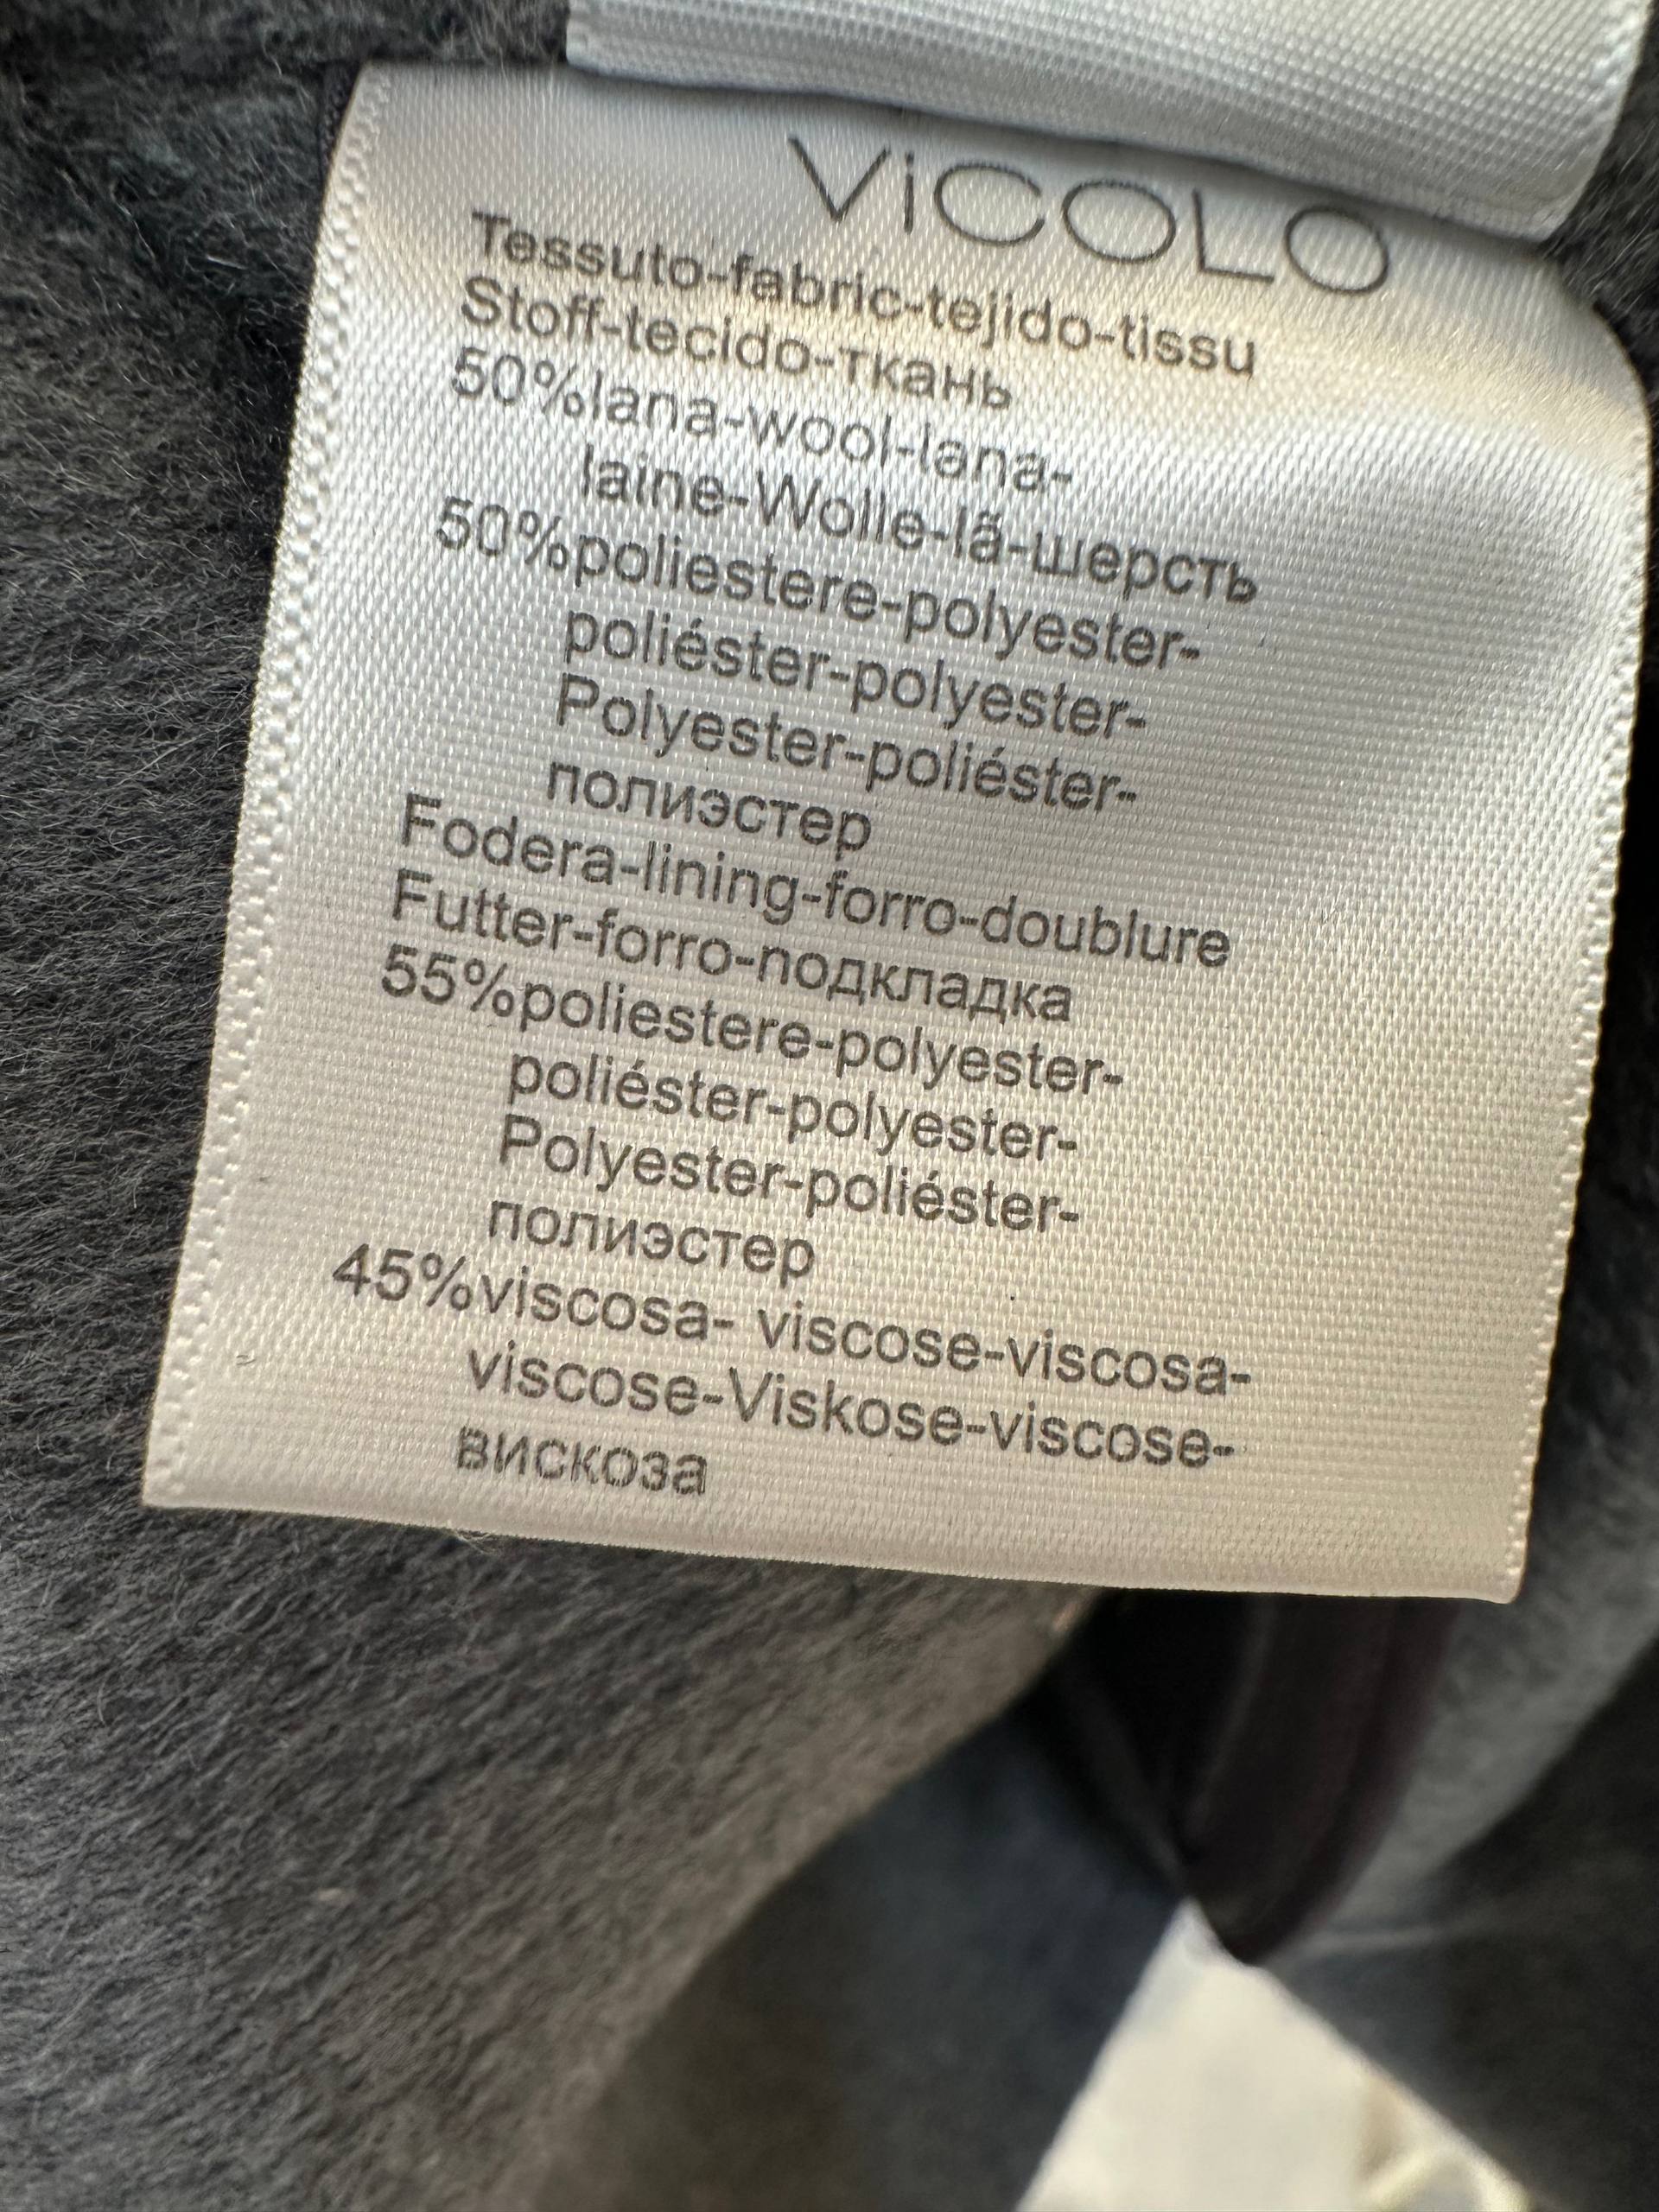 ViCOLO
Tessuto-fabric-tejido-tissu
Stoff-tecido-ткань
50%lana-wool-lana-
laine-Wolle-lã-шерсть
50%poliestere-polyester-
poliéster-polyester-
Polyester-poliéster-
полиэстер
Fodera-lining-forro-doublure
Futter-forro-подкладка
55%poliestere-polyester-
poliéster-polyester-
Polyester-poliéster-
полиэстер
45%viscosa- viscose-viscosa-
viscose-Viskose-viscose-
вискоза